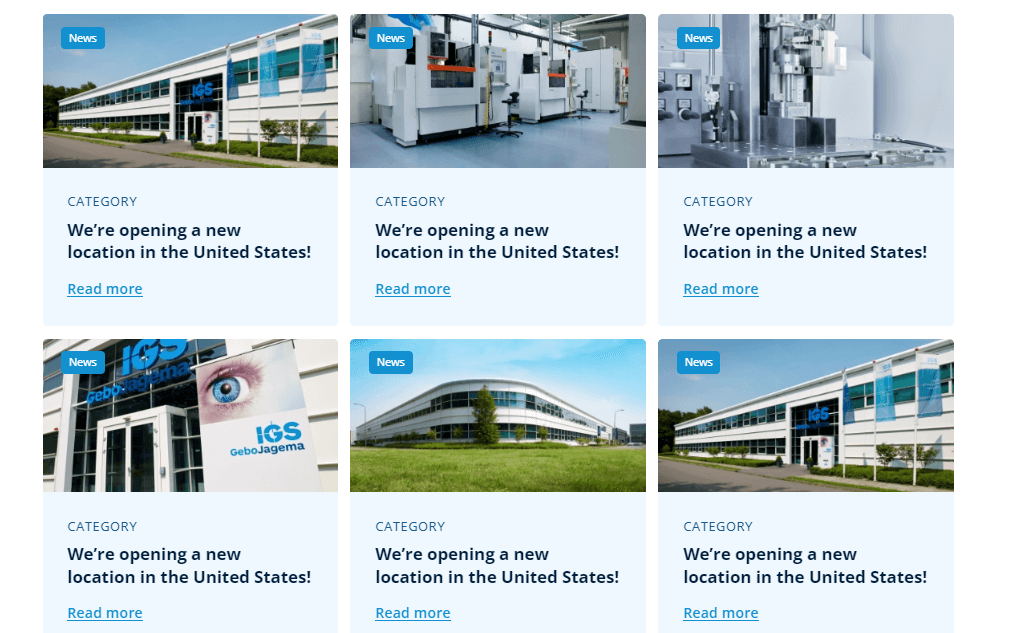 News
IGS
GeboJagema
CATEGORY
We’re opening a new
location in the United States!
Read more
News
CATEGORY
We’re opening a new
location in the United States!
Read more
News
CATEGORY
We’re opening a new
location in the United States!
Read more
News
IGS
GeboJagema
IGS
GeboJagema
CATEGORY
We’re opening a new
location in the United States!
Read more
News
CATEGORY
We’re opening a new
location in the United States!
Read more
News
IGS
CATEGORY
We’re opening a new
location in the United States!
Read more